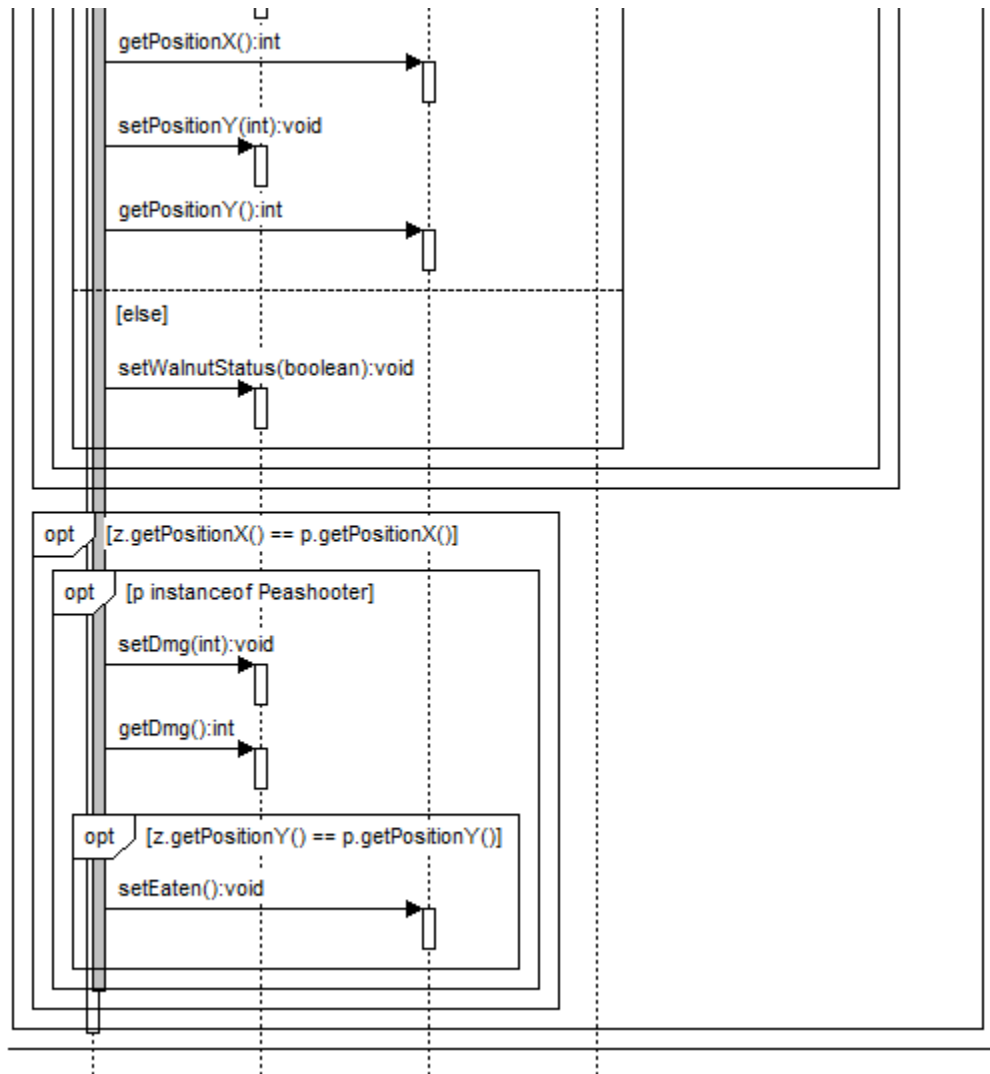 getPositionX():int
setPositionY(int):void
getPositionY():int
[else]
setWalnutStatus(boolean):void
opt [z.getPositionX() == p.getPositionX()]
opt [p instanceof Peashooter]
setDmg(int):void
getDmg():int
opt [z.getPositionY() == p.getPositionY()]
setEaten():void